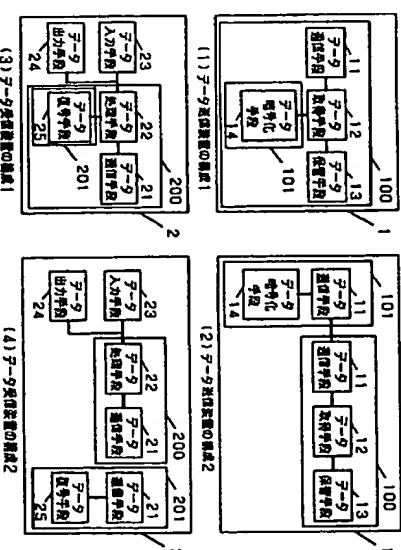 (1)データ送信装置の構成1
1
100
11
データ
通信手段
12
データ
取得手段
13
データ
保管手段
101
データ
暗号化
手段
14
(2)データ送信装置の構成2
101
11
データ
通信手段
データ
暗号化
手段
14
100
11
データ
通信手段
12
データ
取得手段
13
データ
保管手段
(3)データ受信装置の構成1
2
200
23
データ
入力手段
22
データ
処理手段
21
データ
通信手段
データ
出力手段
24
201
データ
復号手段
25
(4)データ受信装置の構成2
200
23
データ
入力手段
データ
出力手段
24
22
データ
処理手段
21
データ
通信手段
201
21
データ
通信手段
データ
復号手段
25